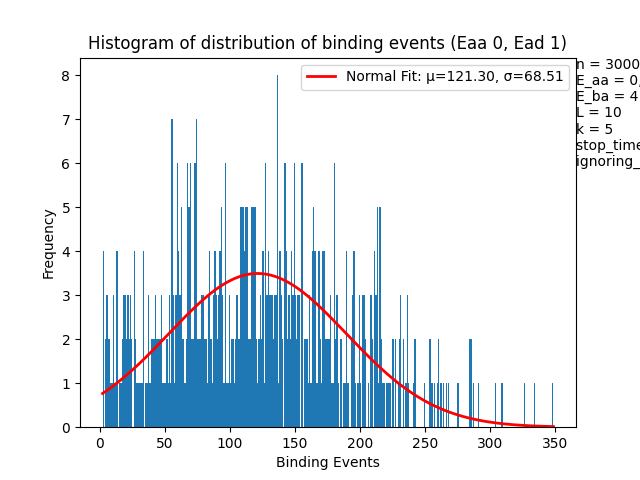 Histogram of distribution of binding events (Eaa 0, Ead 1)
Normal Fit: μ=121.30, σ=68.51
n = 3000
E_aa = 0,
E_ba = 4
L = 10
k = 5
stop_time
ignoring_
Frequency
8
7
6
5
4
3
2
1
0
0 50 100 150 200 250 300 350
Binding Events